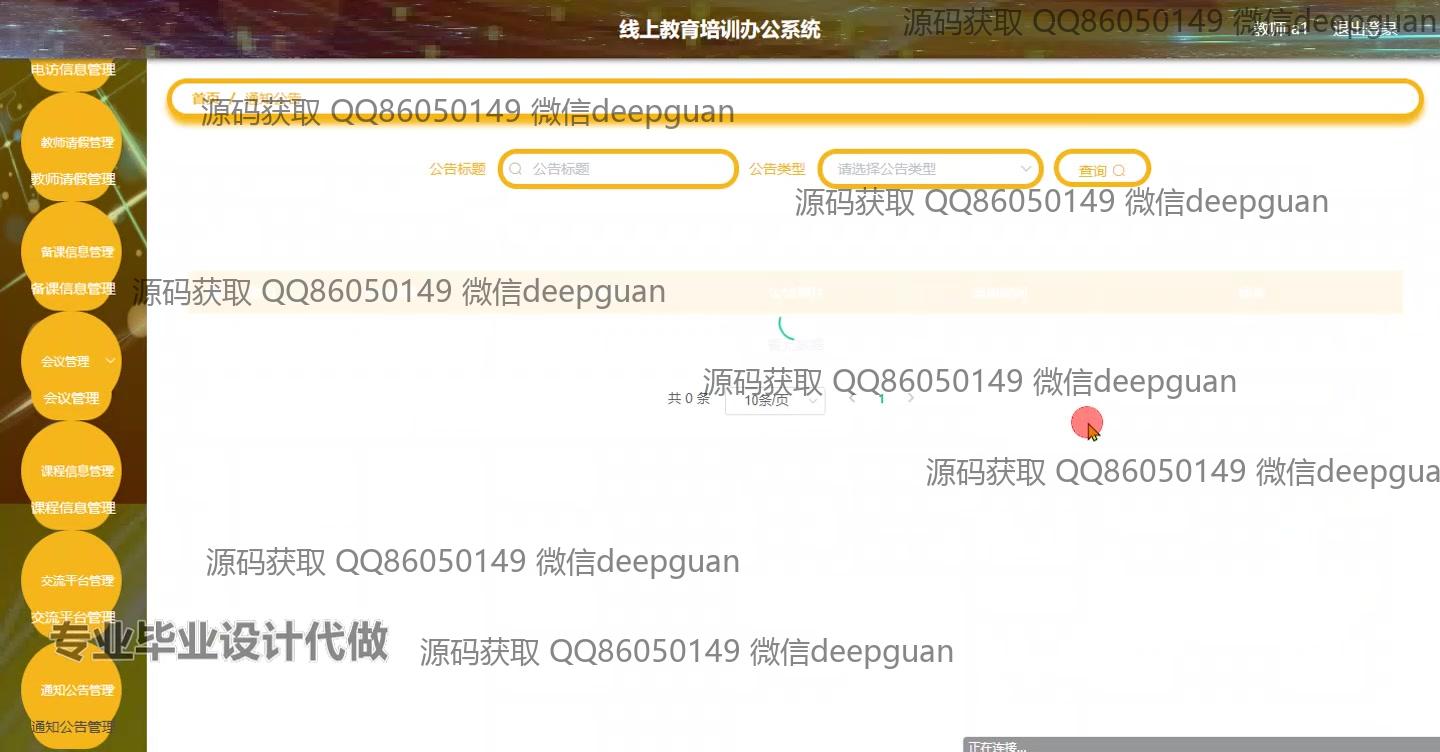 线上教育培训办公系统
源码获取 QQ86050149 微信deepguan
教师 a1 退出登录
电访信息管理
首页 / 通知公告
源码获取 QQ86050149 微信deepguan
教师请假管理
公告标题 公告标题 公告类型 请选择公告类型 查询
教师请假管理
源码获取 QQ86050149 微信deepguan
备课信息管理
备课信息管理
源码获取 QQ86050149 微信deepguan
会议管理
源码获取 QQ86050149 微信deepguan
会议管理
共 0 条 10条/页 1
课程信息管理
源码获取 QQ86050149 微信deepgua
课程信息管理
源码获取 QQ86050149 微信deepguan
交流平台管理
交流平台管理
专业毕业设计代做
源码获取 QQ86050149 微信deepguan
通知公告管理
通知公告管理
正在连接...